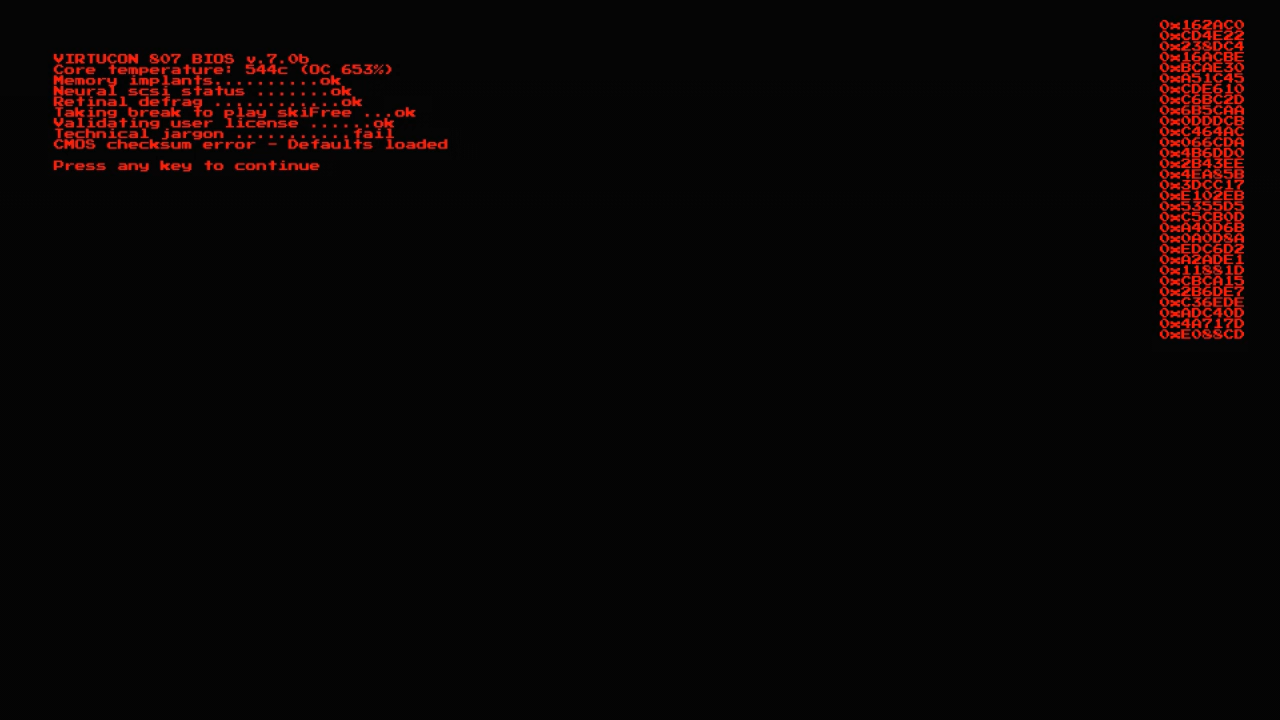 VIRTUCON 807 BIOS v.7.0b
Core temperature: 544c (OC 653%)
Memory implants..........ok
Neural scsi status .......ok
Retinal defrag ............ok
Taking break to play skiFree ...ok
Validating user license ......ok
Technical jargon ...........fail
CMOS checksum error - Defaults loaded
Press any key to continue
0x162AC0
0xCD4E22
0x238DC4
0x16ACBE
0xBCAE30
0xA51C45
0xCDE610
0xC6BC2D
0x6B5CAA
0x0DDDCB
0xC464AC
0x066CDA
0x4B6DD0
0x2B43EE
0x4EA85B
0x3DCC17
0xE102EB
0x5355D5
0xC5CB0D
0xA40D6B
0x0A0D8A
0xEDC6D2
0xA2ADE1
0x11881D
0xCBCA15
0x2B6DE7
0xC36EDE
0xADC40D
0x4A717D
0xE088CD